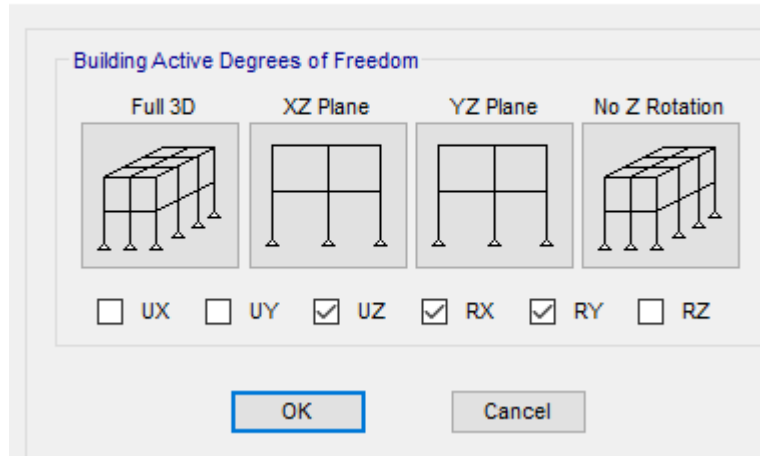 Building Active Degrees of Freedom
Full 3D XZ Plane YZ Plane No Z Rotation
UX UY UZ RX RY RZ
OK Cancel